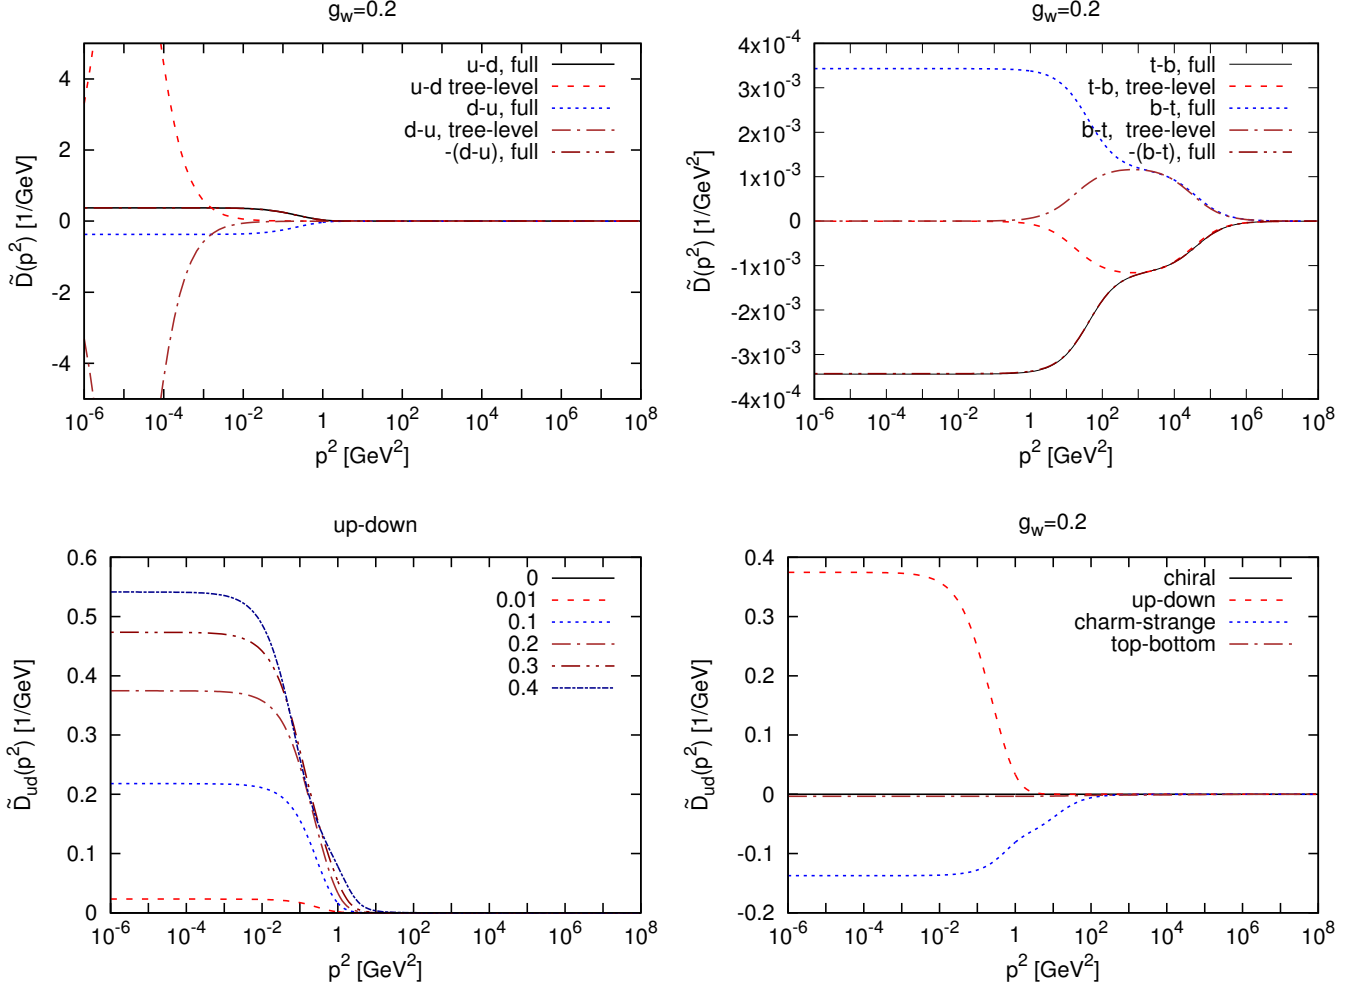 g_w=0.2
u-d, full
u-d tree-level
d-u, full
d-u, tree-level
-(d-u), full
4
2
0
-2
-4
D̃(p²) [1/GeV]
10⁻⁶ 10⁻⁴ 10⁻² 1 10² 10⁴ 10⁶ 10⁸
p² [GeV²]
g_w=0.2
t-b, full
t-b, tree-level
b-t, full
b-t, tree-level
-(b-t), full
4x10⁻⁴
3x10⁻³
2x10⁻³
1x10⁻³
0
-1x10⁻³
-2x10⁻³
-3x10⁻³
-4x10⁻⁴
D̃(p²) [1/GeV²]
10⁻⁶ 10⁻⁴ 10⁻² 1 10² 10⁴ 10⁶ 10⁸
p² [GeV²]
up-down
0
0.01
0.1
0.2
0.3
0.4
0.6
0.5
0.4
0.3
0.2
0.1
0
D̃_ud(p²) [1/GeV]
10⁻⁶ 10⁻⁴ 10⁻² 1 10² 10⁴ 10⁶ 10⁸
p² [GeV²]
g_w=0.2
chiral
up-down
charm-strange
top-bottom
0.4
0.3
0.2
0.1
0
-0.1
-0.2
D̃_ud(p²) [1/GeV]
10⁻⁶ 10⁻⁴ 10⁻² 1 10² 10⁴ 10⁶ 10⁸
p² [GeV²]